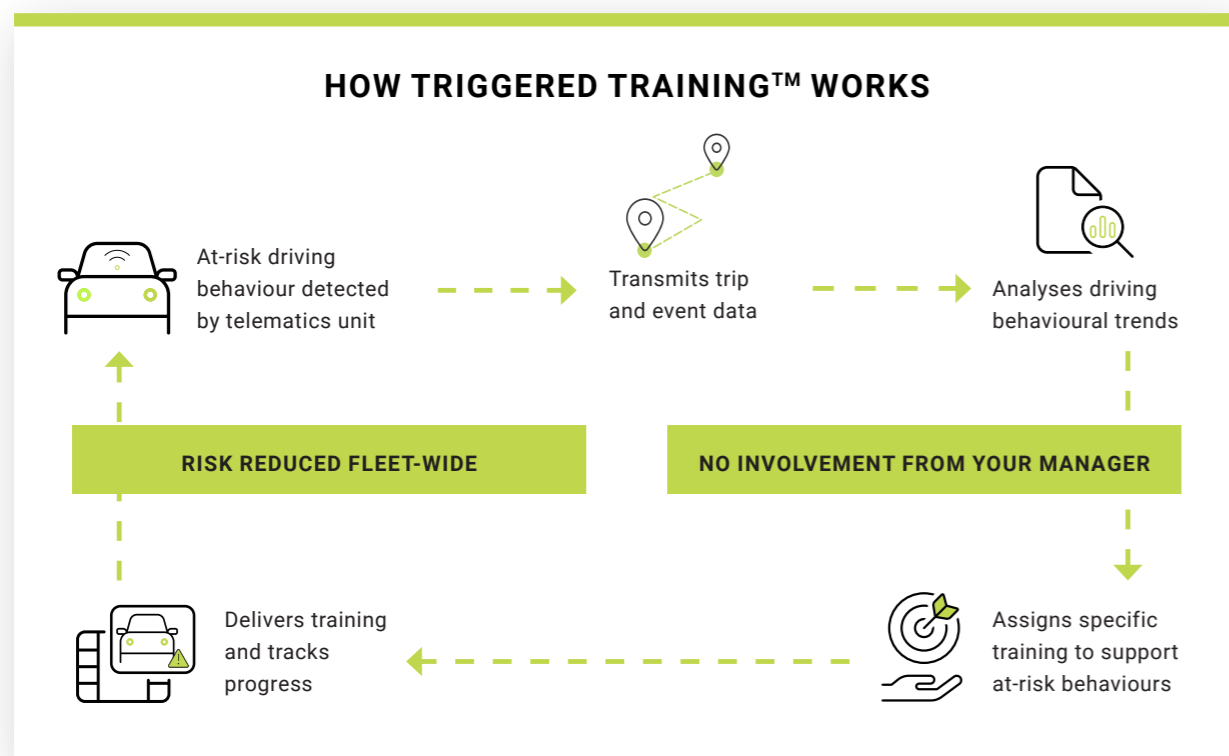 HOW TRIGGERED TRAINING™ WORKS
At-risk driving
behaviour detected
by telematics unit
Transmits trip
and event data
Analyses driving
behavioural trends
RISK REDUCED FLEET-WIDE
NO INVOLVEMENT FROM YOUR MANAGER
Delivers training
and tracks
progress
Assigns specific
training to support
at-risk behaviours